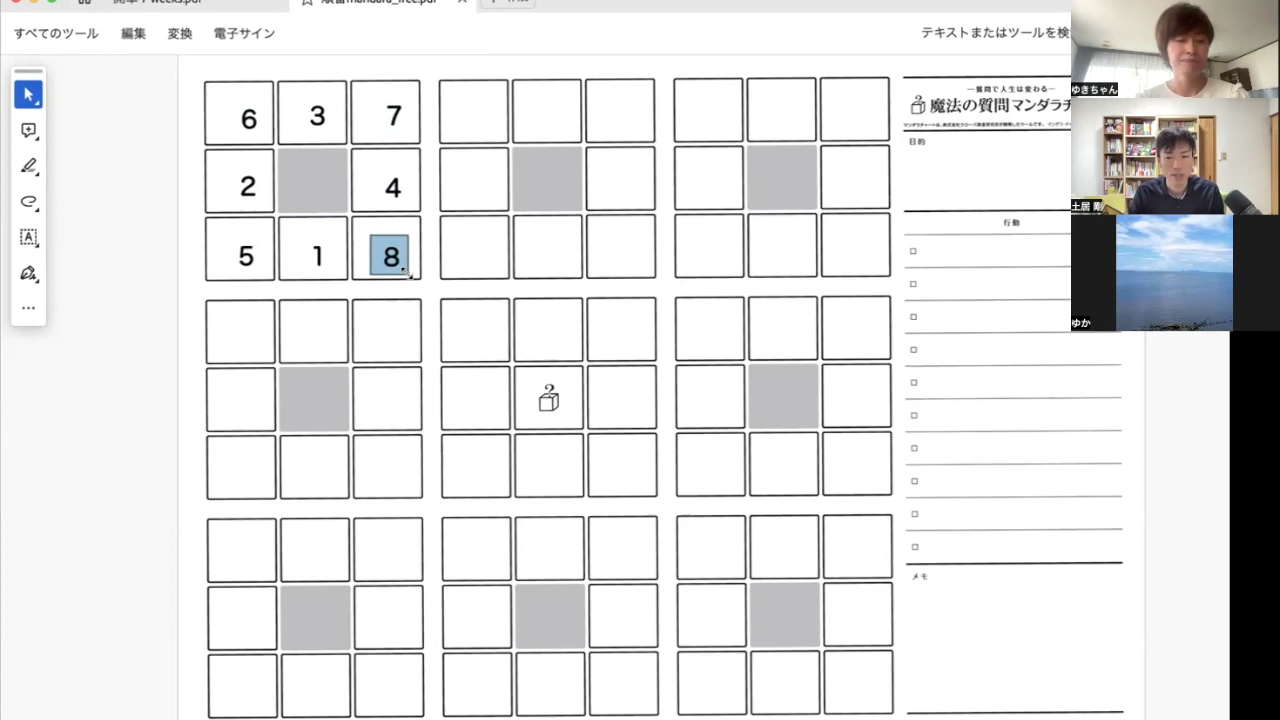 すべてのツール 編集 変換 電子サイン
テキストまたはツールを検
6 3 7
2 4
5 1 8
―質問で人生は変わる―
魔法の質問マンダラチ
目的
行動
メモ
ゆきちゃん
土居 剛
ゆか